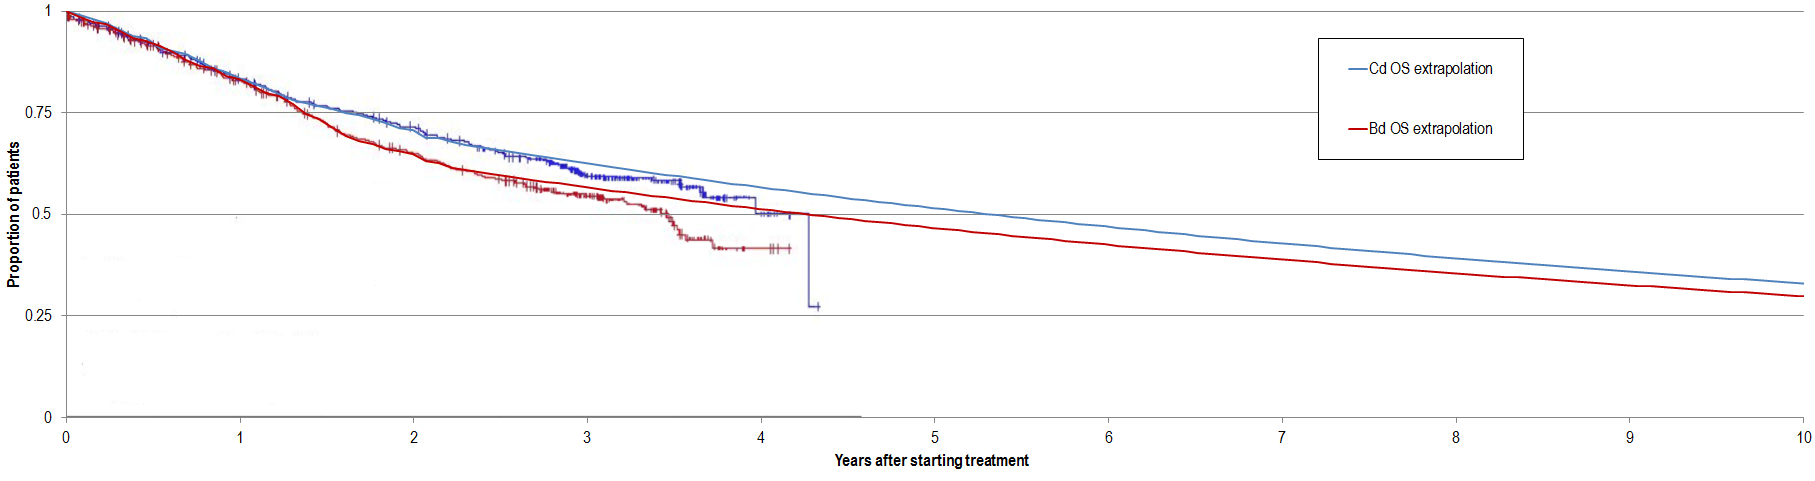 1
0.75
0.5
0.25
0
Proportion of patients
0 1 2 3 4 5 6 7 8 9 10
Years after starting treatment
Cd OS extrapolation
Bd OS extrapolation